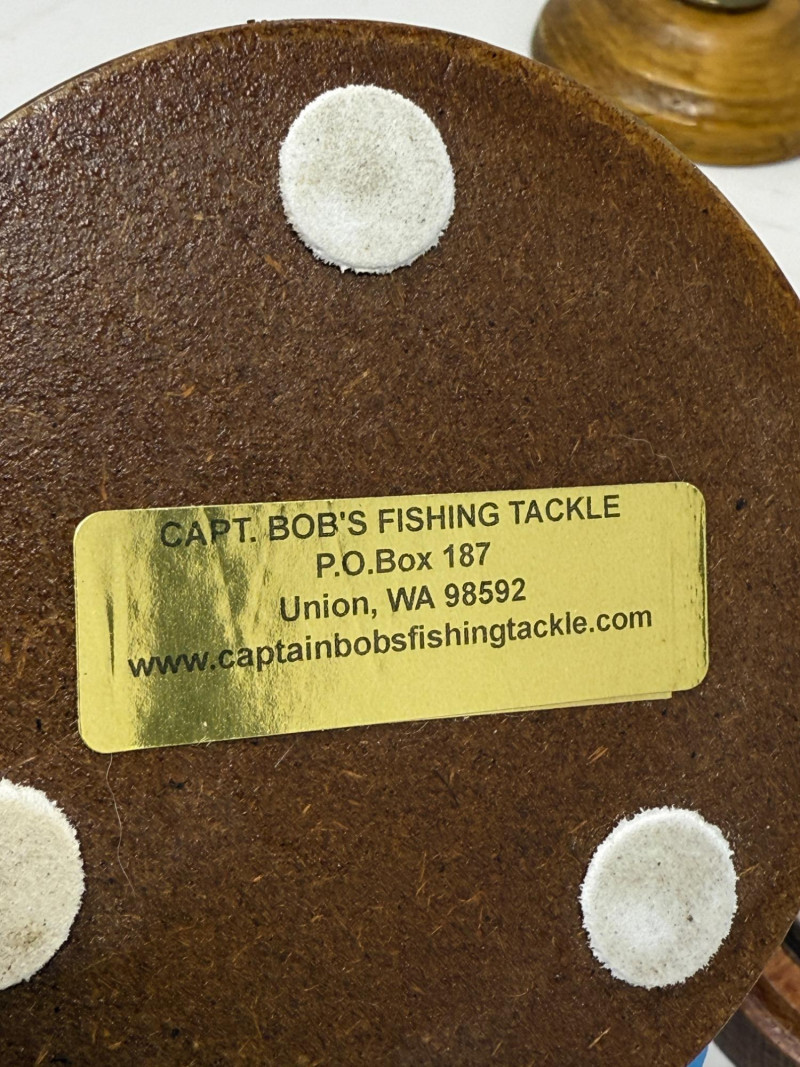 CAPT. BOB'S FISHING TACKLE
P.O.Box 187
Union, WA 98592
www.captainbobsfishingtackle.com